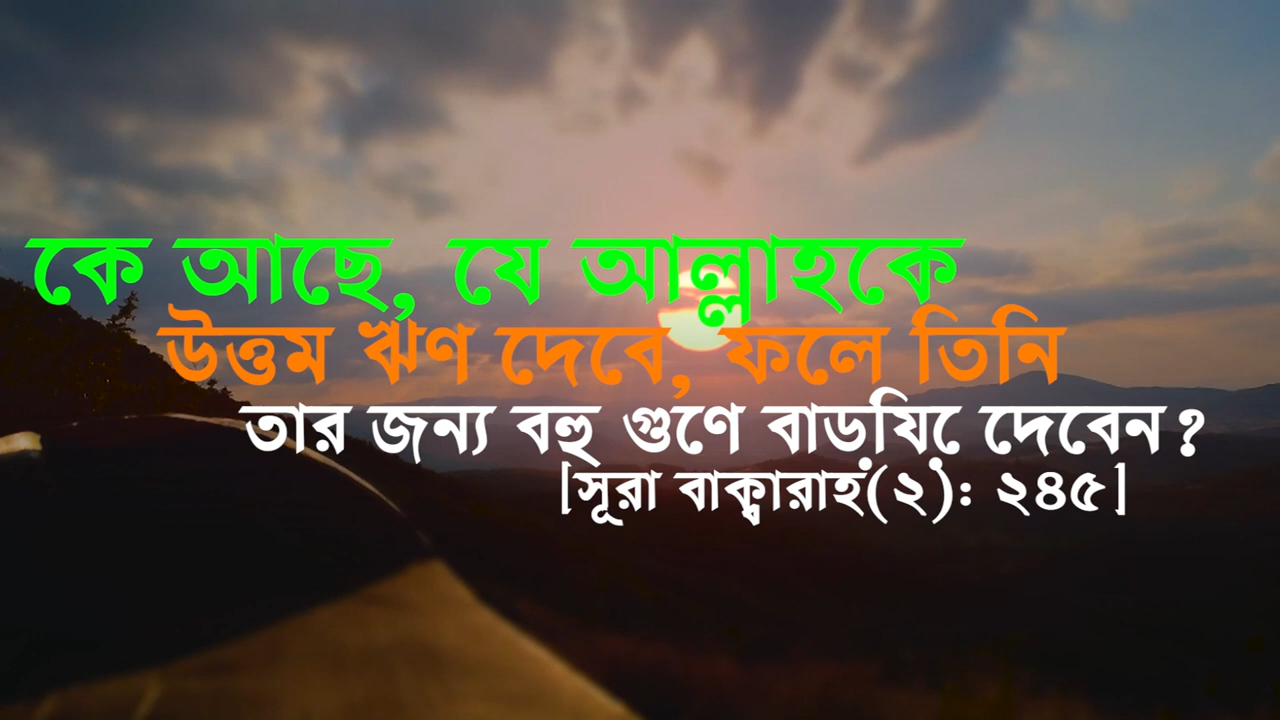 কে আছে, যে আল্লাহকে
উত্তম ঋণ দেবে, ফলে তিনি
তার জন্য বহু গুণে বাড়িয়ে দেবেন?
[সূরা বাক্বারাহ(২): ২৪৫]